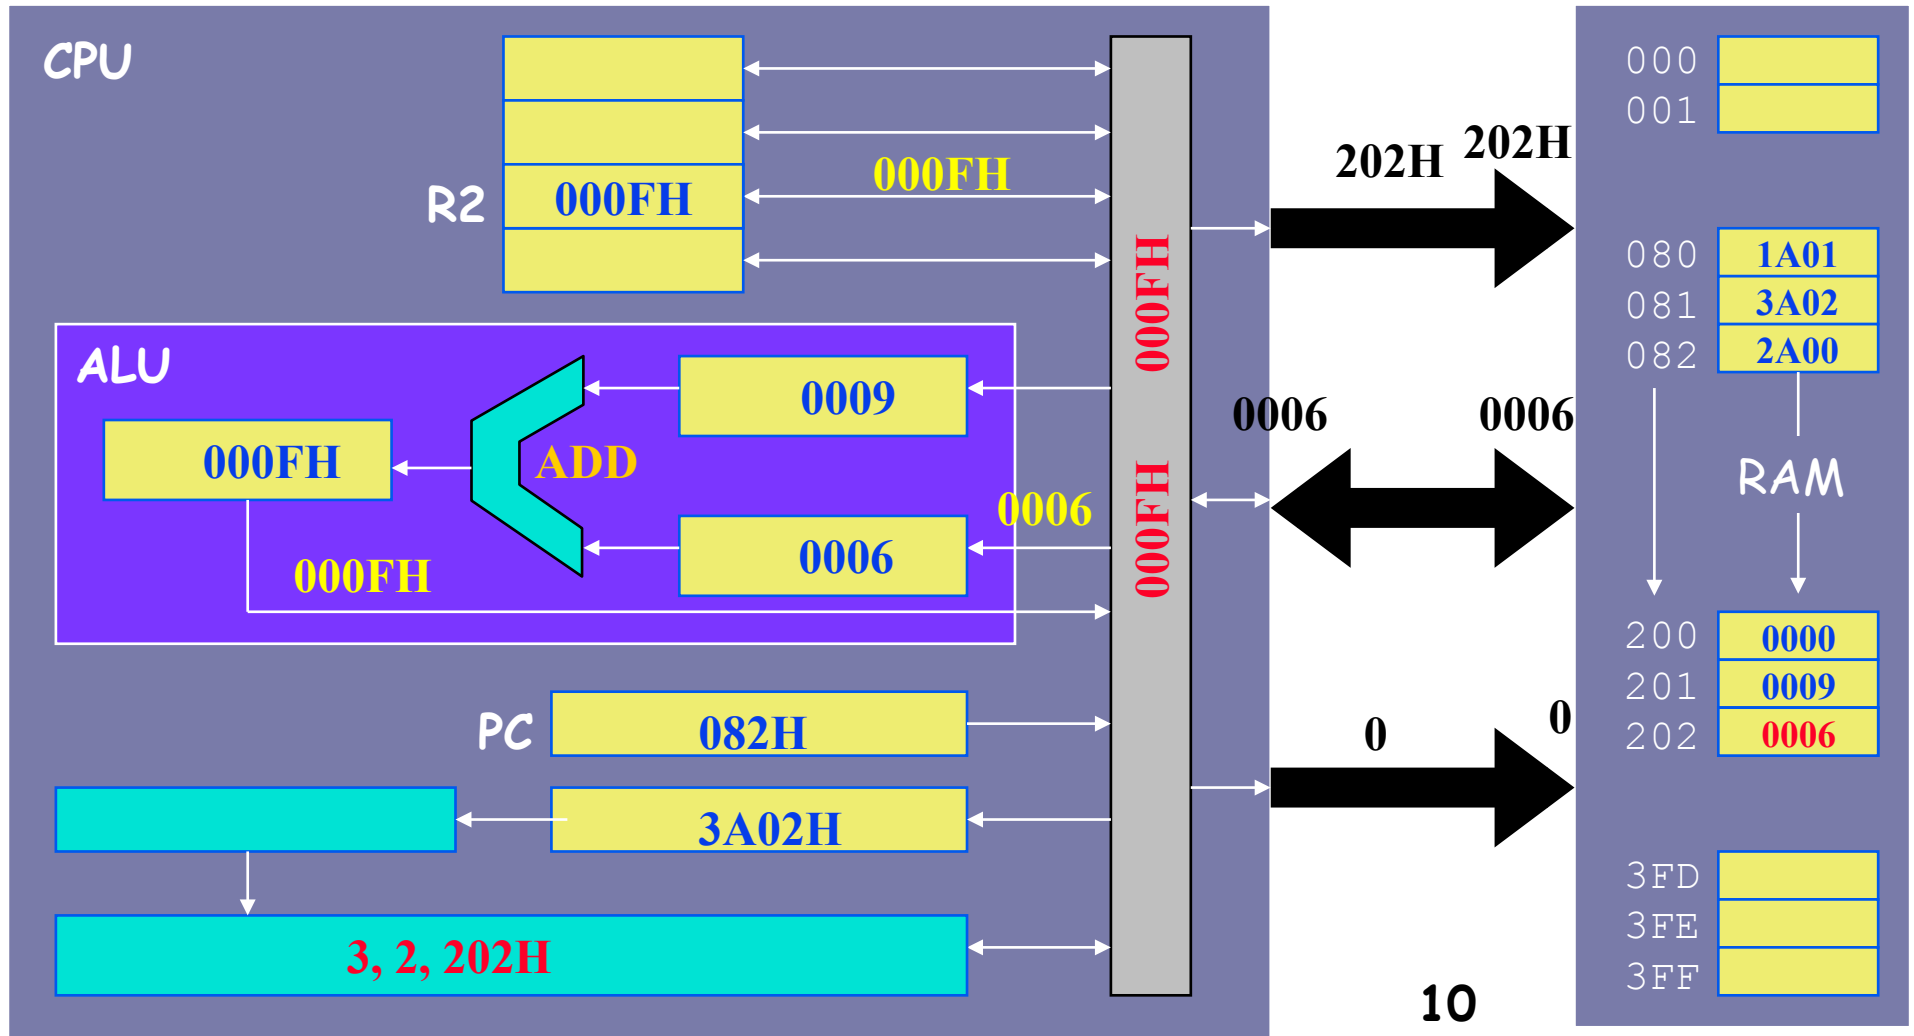 CPU
000
001
202H 202H
000FH
R2 000FH
000FH
080 1A01
081 3A02
082 2A00
ALU
0009
0006 0006
000FH ADD
000FH
RAM
0006
0006
000FH
200 0000
201 0009
202 0006
PC 082H
0 0
3A02H
3FD
3FE
3FF
3, 2, 202H
10